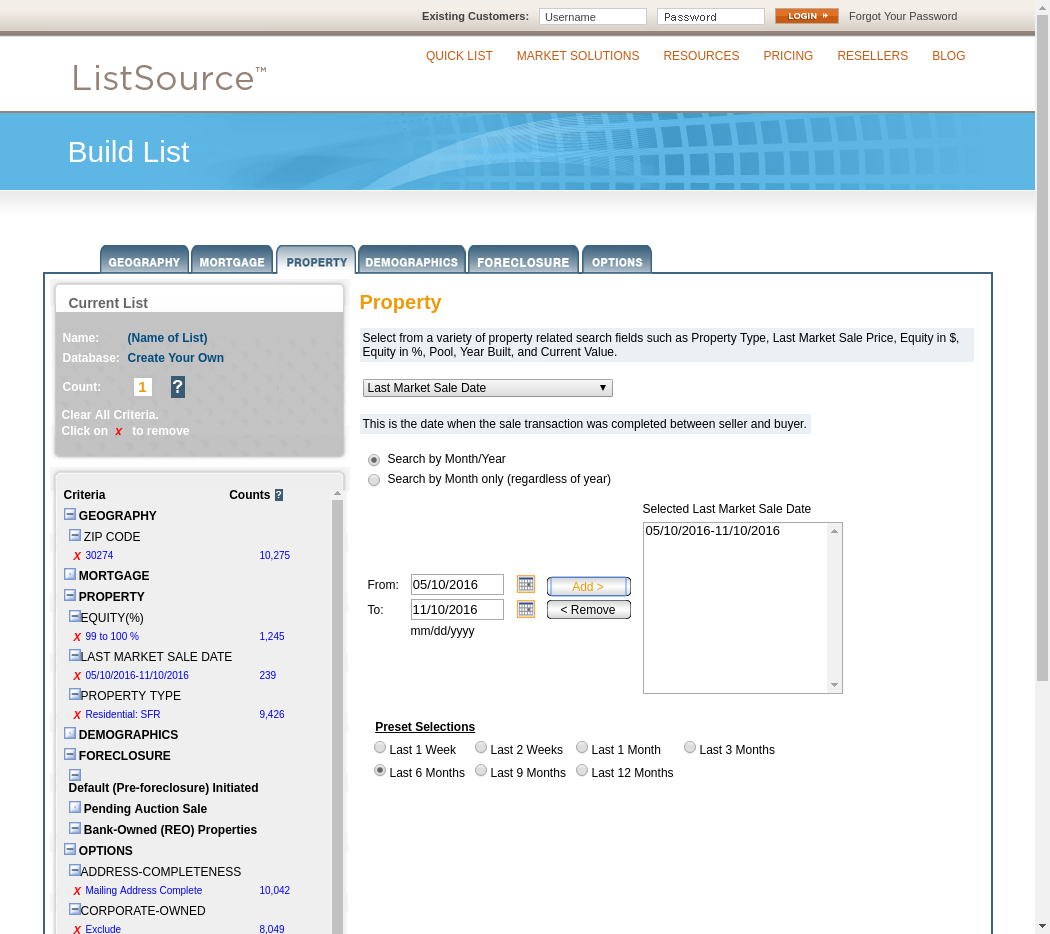 Existing Customers: Username Password LOGIN Forgot Your Password
QUICK LIST MARKET SOLUTIONS RESOURCES PRICING RESELLERS BLOG
ListSource™
Build List
GEOGRAPHY MORTGAGE PROPERTY DEMOGRAPHICS FORECLOSURE OPTIONS
Current List
Name: (Name of List)
Database: Create Your Own
Count: 1 ?
Clear All Criteria.
Click on x to remove
Criteria Counts ?
GEOGRAPHY
ZIP CODE
X 30274 10,275
MORTGAGE
PROPERTY
EQUITY(%)
X 99 to 100 % 1,245
LAST MARKET SALE DATE
X 05/10/2016-11/10/2016 239
PROPERTY TYPE
X Residential: SFR 9,426
DEMOGRAPHICS
FORECLOSURE
Default (Pre-foreclosure) Initiated
Pending Auction Sale
Bank-Owned (REO) Properties
OPTIONS
ADDRESS-COMPLETENESS
X Mailing Address Complete 10,042
CORPORATE-OWNED
X Exclude 8,049
Property
Select from a variety of property related search fields such as Property Type, Last Market Sale Price, Equity in $,
Equity in %, Pool, Year Built, and Current Value.
Last Market Sale Date
This is the date when the sale transaction was completed between seller and buyer.
Search by Month/Year
Search by Month only (regardless of year)
Selected Last Market Sale Date
05/10/2016-11/10/2016
From: 05/10/2016 Add >
To: 11/10/2016 < Remove
mm/dd/yyyy
Preset Selections
Last 1 Week Last 2 Weeks Last 1 Month Last 3 Months
Last 6 Months Last 9 Months Last 12 Months